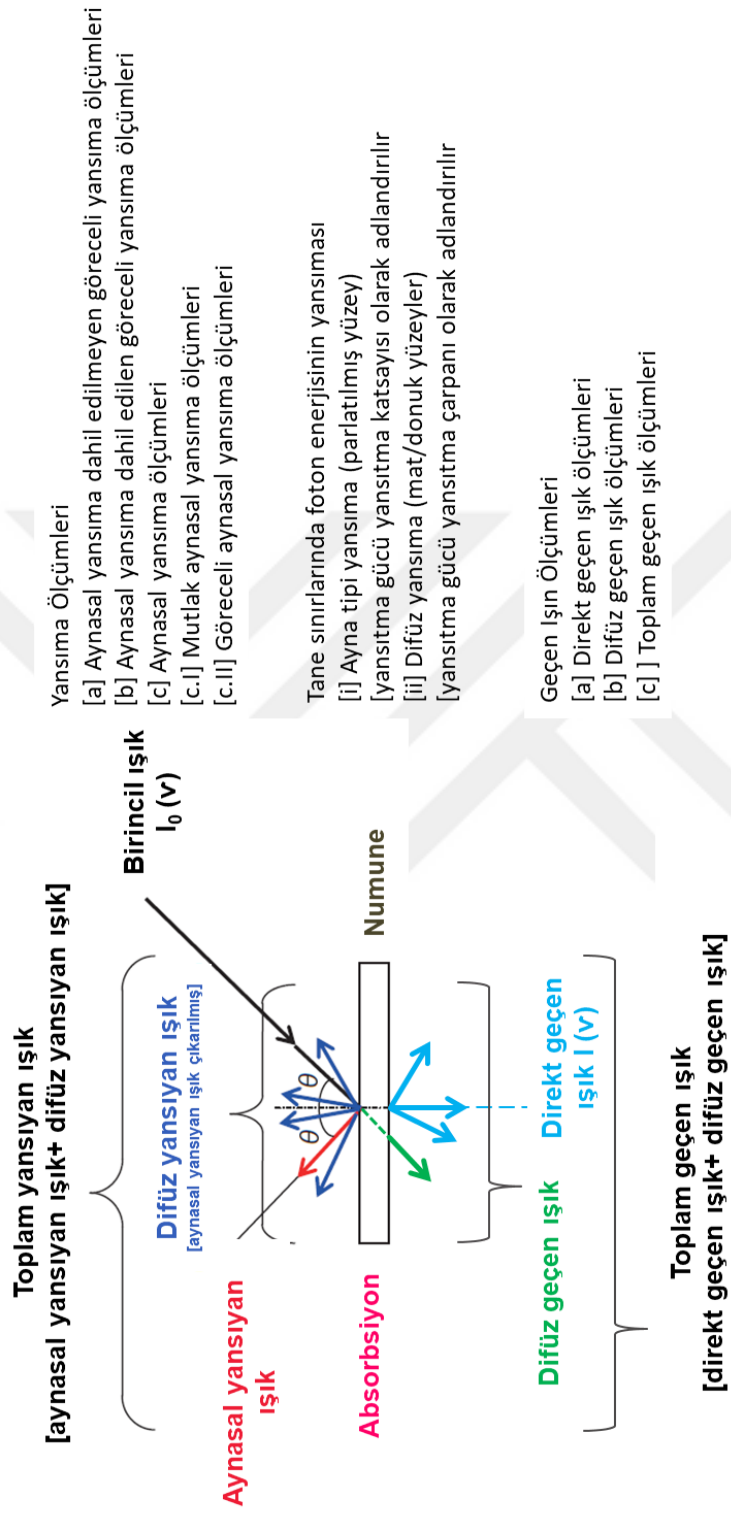 Toplam yansıyan ışık
[aynasal yansıyan ışık+ difüz yansıyan ışık]
Birincil ışık
I₀ (ѵ)
Difüz yansıyan ışık
[aynasal yansıyan ışık çıkarılmış]
Aynasal yansıyan
ışık
θ
θ
Absorbsiyon
Numune
Difüz geçen ışık
Direkt geçen
ışık I (ѵ)
Toplam geçen ışık
[direkt geçen ışık+ difüz geçen ışık]
Yansıma Ölçümleri
[a] Aynasal yansıma dahil edilmeyen göreceli yansıma ölçümleri
[b] Aynasal yansıma dahil edilen göreceli yansıma ölçümleri
[c] Aynasal yansıma ölçümleri
[c.I] Mutlak aynasal yansıma ölçümleri
[c.II] Göreceli aynasal yansıma ölçümleri
Tane sınırlarında foton enerjisinin yansıması
[i] Ayna tipi yansıma (parlatılmış yüzey)
[yansıtma gücü yansıtma katsayısı olarak adlandırılır
[ii] Difüz yansıma (mat/donuk yüzeyler)
[yansıtma gücü yansıtma çarpanı olarak adlandırılır
Geçen Işın Ölçümleri
[a] Direkt geçen ışık ölçümleri
[b] Difüz geçen ışık ölçümleri
[c] ] Toplam geçen ışık ölçümleri